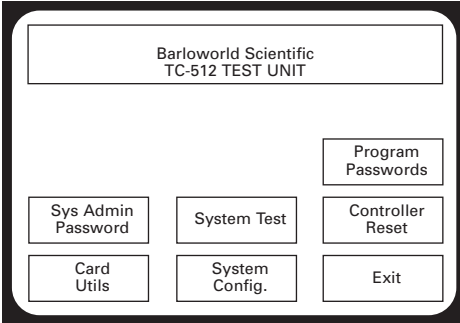 Barloworld Scientific
TC-512 TEST UNIT
Program
Passwords
Sys Admin
Password
System Test
Controller
Reset
Card
Utils
System
Config.
Exit